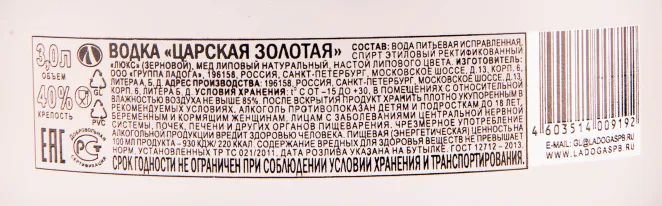 3,0л
ОБЪЕМ
40%
КРЕПОСТЬ
ДОБРОВОЛЬНАЯ
СЕРТИФИКАЦИЯ
ВОДКА «ЦАРСКАЯ ЗОЛОТАЯ» СОСТАВ: ВОДА ПИТЬЕВАЯ ИСПРАВЛЕННАЯ,
СПИРТ ЭТИЛОВЫЙ РЕКТИФИКОВАННЫЙ
«ЛЮКС» (ЗЕРНОВОЙ), МЕД ЛИПОВЫЙ НАТУРАЛЬНЫЙ, НАСТОЙ ЛИПОВОГО ЦВЕТА. ИЗГОТОВИТЕЛЬ:
ООО «ГРУППА ЛАДОГА», 196158, РОССИЯ, САНКТ-ПЕТЕРБУРГ, МОСКОВСКОЕ ШОССЕ, Д.13, КОРП. 6,
ЛИТЕРА А, Б, Д. АДРЕС ПРОИЗВОДСТВА: 196158, РОССИЯ, САНКТ-ПЕТЕРБУРГ, МОСКОВСКОЕ ШОССЕ, Д.13,
КОРП. 6, ЛИТЕРА Б, Д. УСЛОВИЯ ХРАНЕНИЯ: t° С ОТ –15 ДО +30, В ПОМЕЩЕНИЯХ С ОТНОСИТЕЛЬНОЙ
ВЛАЖНОСТЬЮ ВОЗДУХА НЕ ВЫШЕ 85%. ПОСЛЕ ВСКРЫТИЯ ПРОДУКТ ХРАНИТЬ ПЛОТНО УКУПОРЕННЫМ В
РЕКОМЕНДУЕМЫХ УСЛОВИЯХ. АЛКОГОЛЬ ПРОТИВОПОКАЗАН ДЕТЯМ И ПОДРОСТКАМ ДО 18 ЛЕТ,
БЕРЕМЕННЫМ И КОРМЯЩИМ ЖЕНЩИНАМ, ЛИЦАМ С ЗАБОЛЕВАНИЯМИ ЦЕНТРАЛЬНОЙ НЕРВНОЙ
СИСТЕМЫ, ПОЧЕК, ПЕЧЕНИ И ДРУГИХ ОРГАНОВ ПИЩЕВАРЕНИЯ. ЧРЕЗМЕРНОЕ УПОТРЕБЛЕНИЕ
АЛКОГОЛЬНОЙ ПРОДУКЦИИ ВРЕДИТ ЗДОРОВЬЮ ЧЕЛОВЕКА. ПИЩЕВАЯ (ЭНЕРГЕТИЧЕСКАЯ) ЦЕННОСТЬ НА
100 МЛ ПРОДУКТА – 930 КДЖ/ 220 ККАЛ. СОДЕРЖАНИЕ ВРЕДНЫХ ДЛЯ ЗДОРОВЬЯ ВЕЩЕСТВ НЕ ПРЕВЫШАЕТ
НОРМ, УСТАНОВЛЕННЫХ ТР ТС 021/2011. ДАТА РОЗЛИВА УКАЗАНА НА БУТЫЛКЕ. ГОСТ 12712 – 2013.
СРОК ГОДНОСТИ НЕ ОГРАНИЧЕН ПРИ СОБЛЮДЕНИИ УСЛОВИЙ ХРАНЕНИЯ И ТРАНСПОРТИРОВАНИЯ.
4 603514 009192
E-MAIL: GL@LADOGASPB.RU
WWW.LADOGASPB.RU